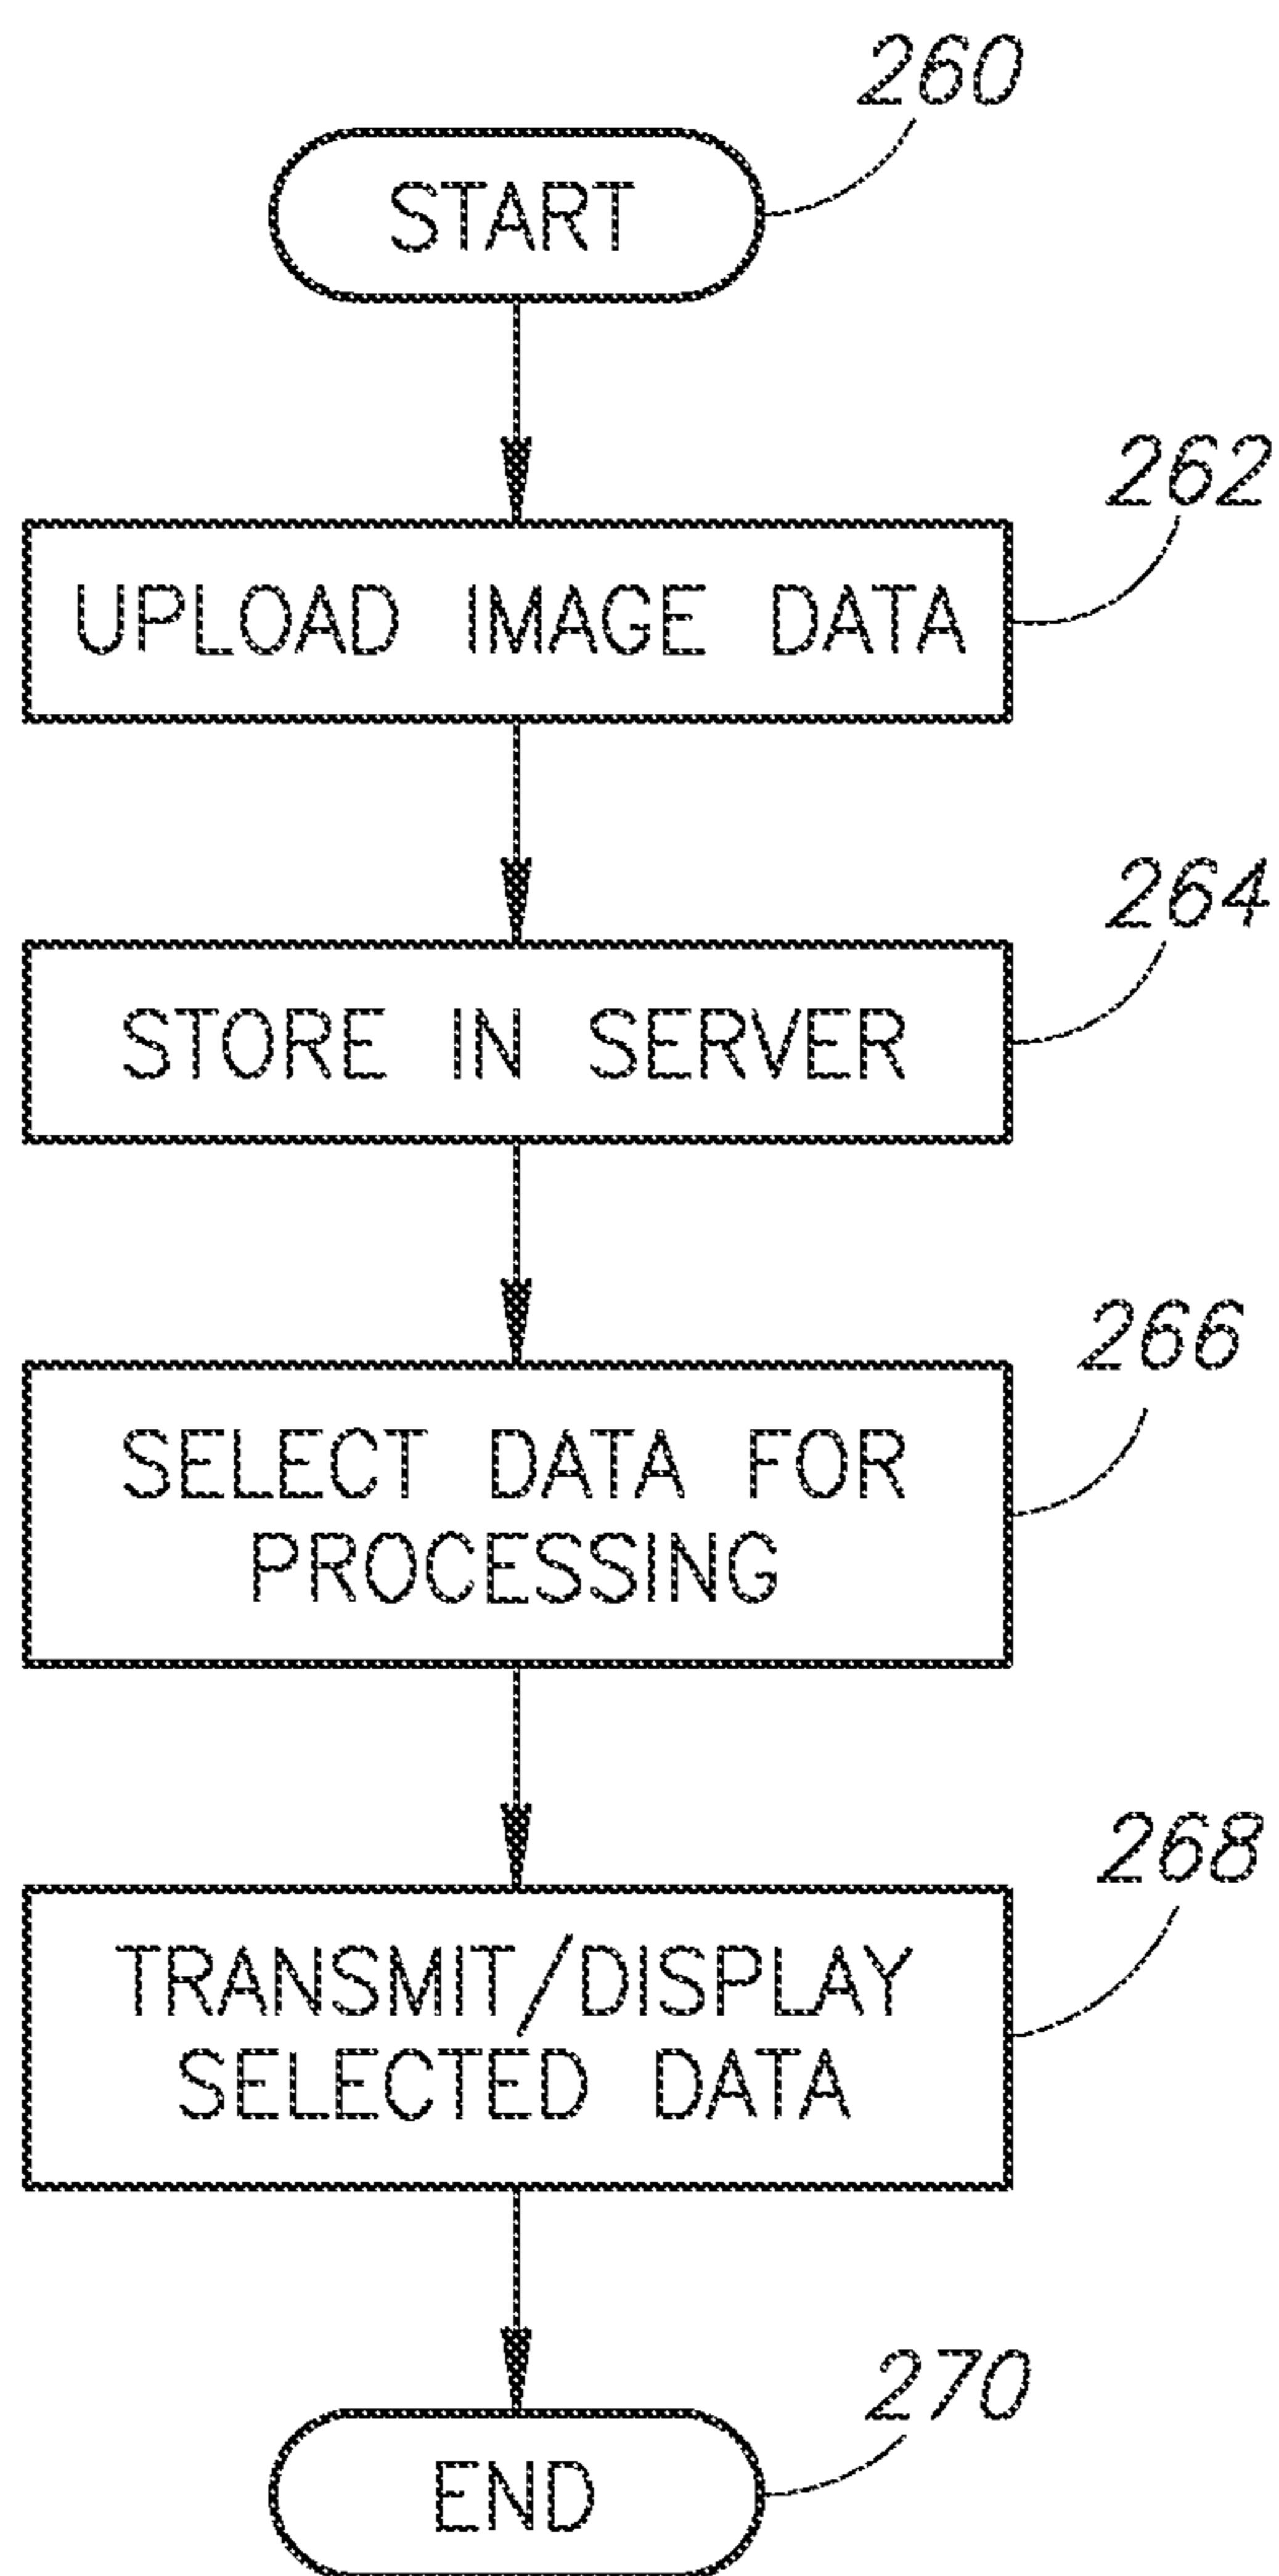 260
START
262
UPLOAD IMAGE DATA
264
STORE IN SERVER
266
SELECT DATA FOR
PROCESSING
268
TRANSMIT/DISPLAY
SELECTED DATA
270
END